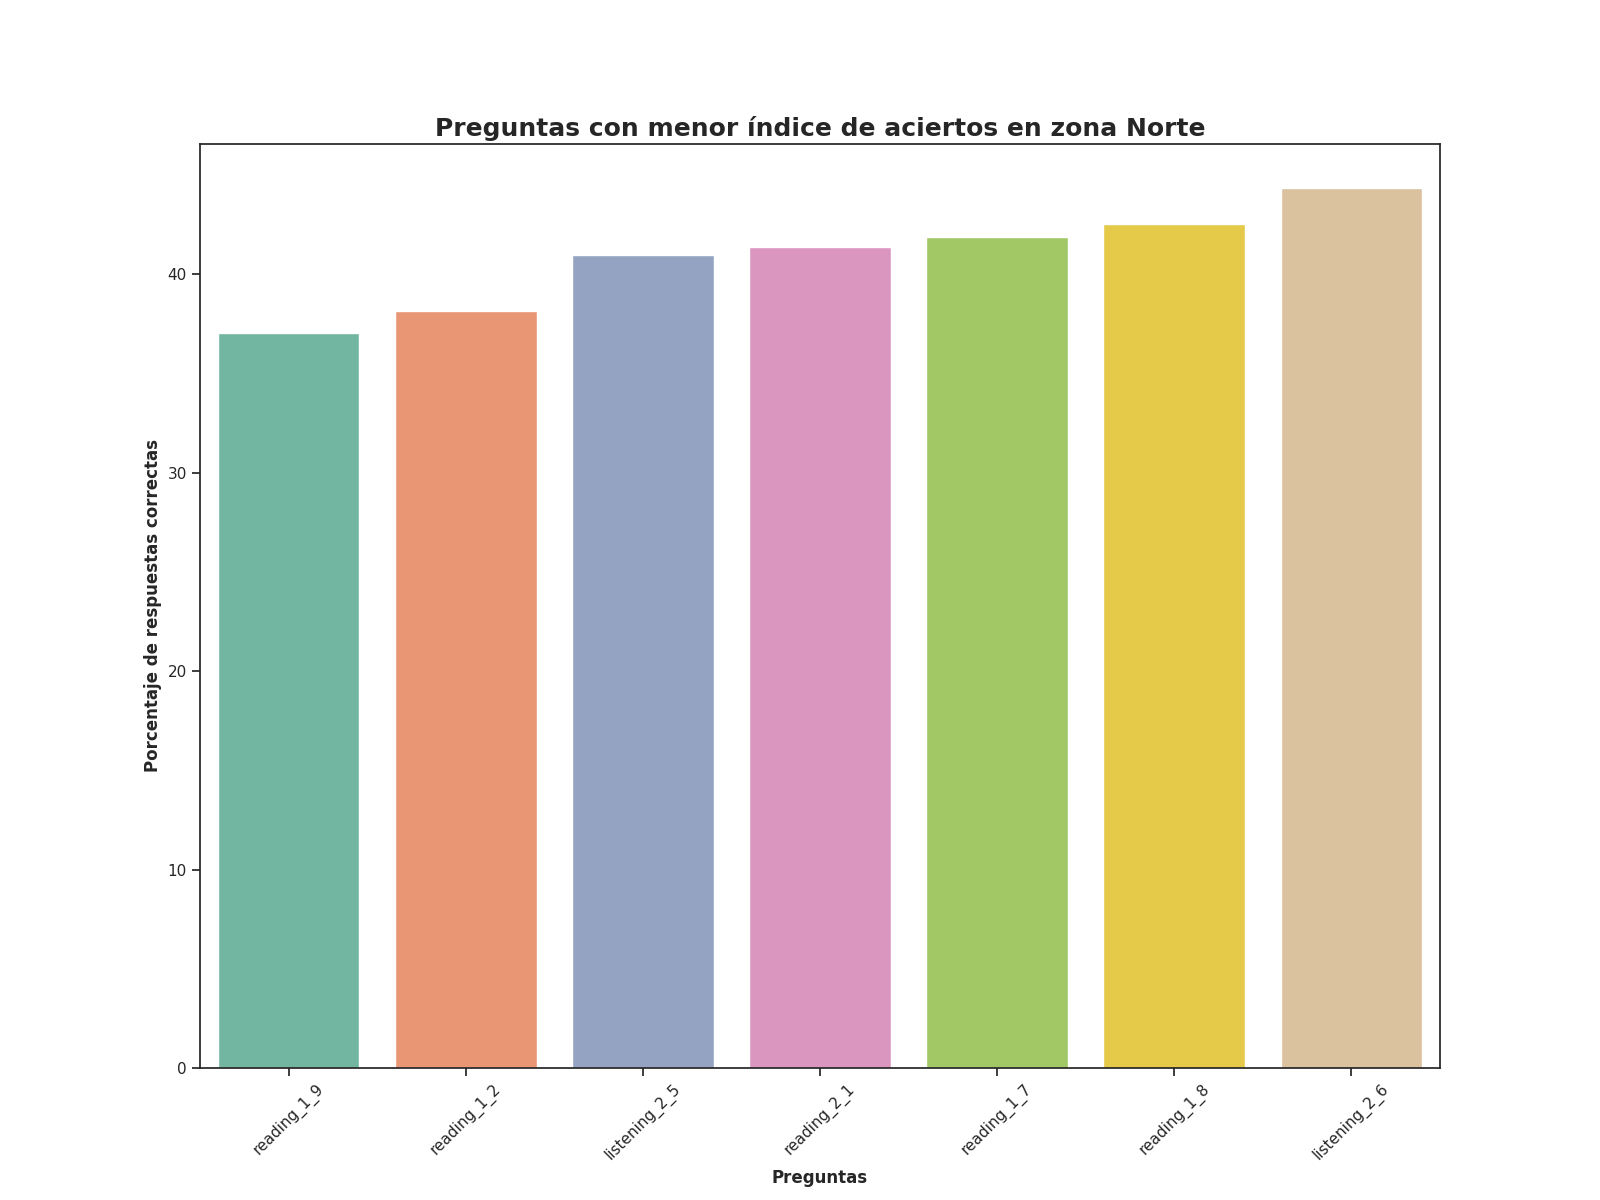 Preguntas con menor índice de aciertos en zona Norte
Porcentaje de respuestas correctas
40
30
20
10
0
reading_1_9
reading_1_2
listening_2_5
reading_2_1
reading_1_7
reading_1_8
listening_2_6
Preguntas